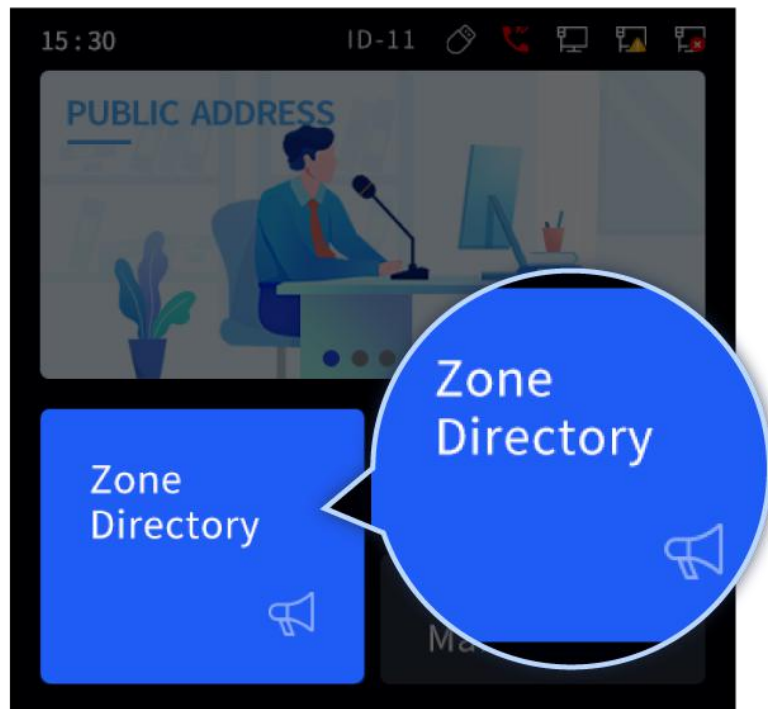 15:30 ID-11
PUBLIC ADDRESS
Zone
Directory
Zone
Directory